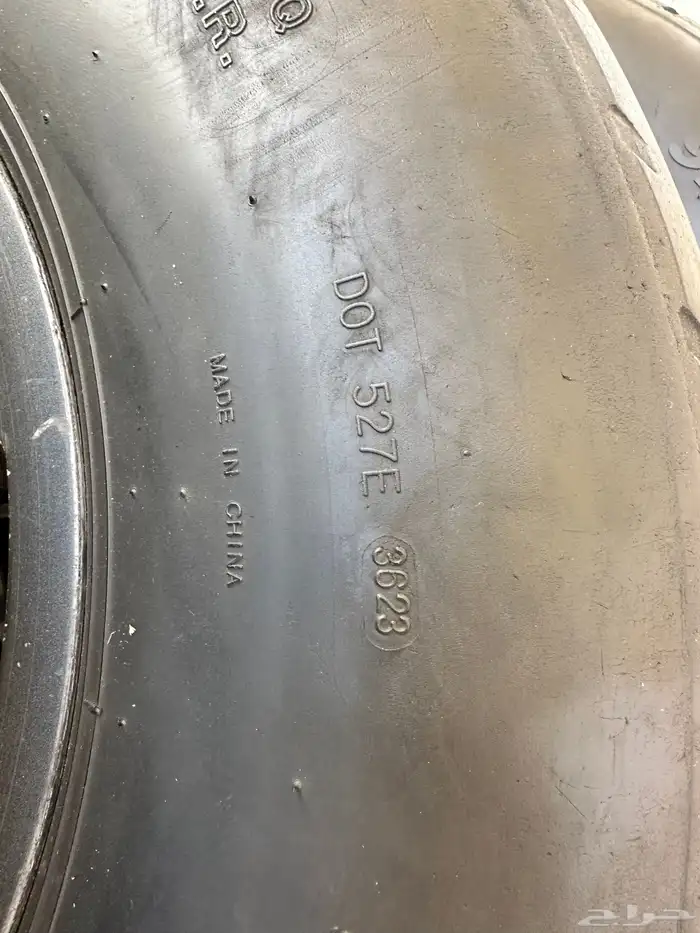 Q
.R.
DOT 527E 3623
MADE IN CHINA
حراج